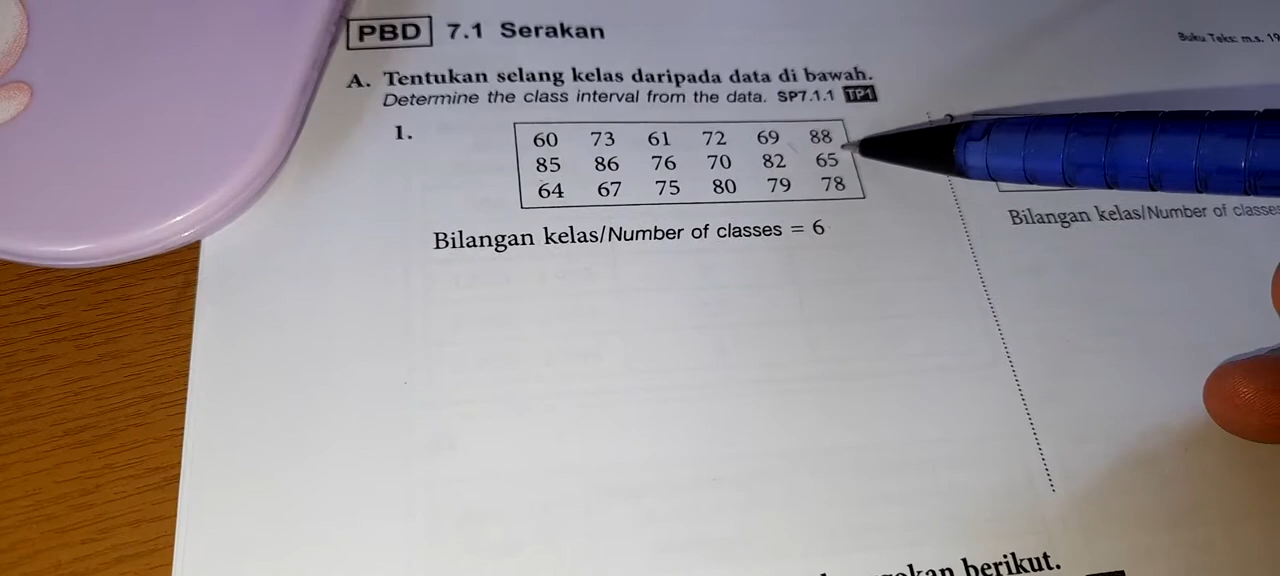 PBD 7.1 Serakan
Buku Teks: m.s. 19
A. Tentukan selang kelas daripada data di bawah.
Determine the class interval from the data. SP7.1.1 TP1
1.
60 73 61 72 69 88
85 86 76 70 82 65
64 67 75 80 79 78
Bilangan kelas/Number of classes = 6
Bilangan kelas/Number of classes
berikut.